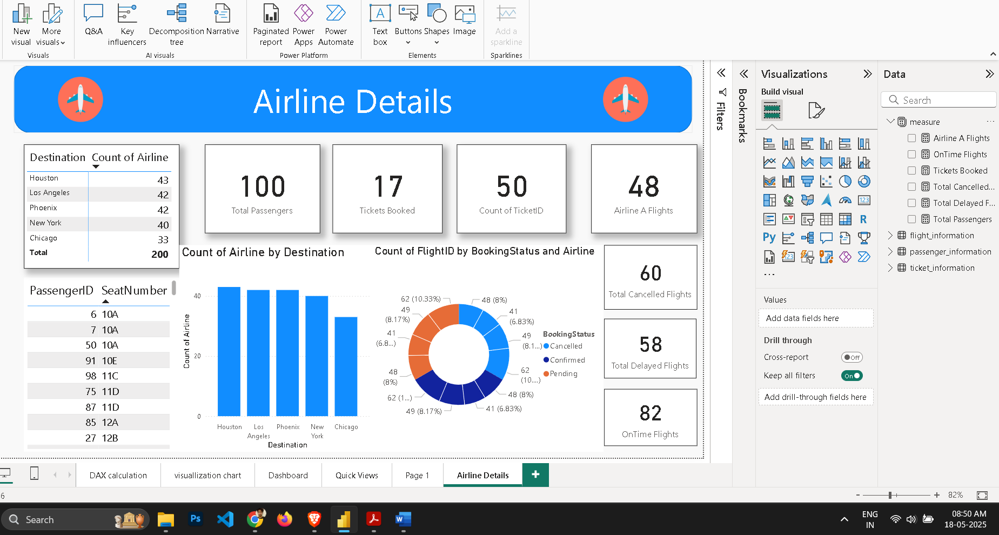 New visual
More visuals
Visuals
Q&A
Key influencers
Decomposition tree
Narrative
AI visuals
Paginated report
Power Apps
Power Automate
Power Platform
Text box
Buttons
Shapes
Image
Elements
Add a sparkline
Sparklines
Airline Details
Destination Count of Airline
Houston 43
Los Angeles 42
Phoenix 42
New York 40
Chicago 33
Total 200
100
Total Passengers
17
Tickets Booked
50
Count of TicketID
48
Airline A Flights
PassengerID SeatNumber
6 10A
7 10A
50 10A
91 10E
98 11C
75 11D
87 11D
85 12A
27 12B
Count of Airline by Destination
Count of Airline
40
20
0
Houston
Los Angeles
Phoenix
New York
Chicago
Destination
Count of FlightID by BookingStatus and Airline
48 (8%)
41 (6.83%)
49 (8.1...)
62 (10....)
48 (8%)
41 (6.83%)
49 (8.17%)
62 (1...)
48 (8%)
41 (6.8...)
49 (8.17%)
62 (10.33%)
BookingStatus
Cancelled
Confirmed
Pending
60
Total Cancelled Flights
58
Total Delayed Flights
82
OnTime Flights
Filters
Bookmarks
Visualizations
Build visual
123
R
Py
123
...
Values
Add data fields here
Drill through
Cross-report Off
Keep all filters On
Add drill-through fields here
Data
Search
measure ...
Airline A Flights
OnTime Flights
Tickets Booked
Total Cancelled...
Total Delayed F...
Total Passengers
flight_information
passenger_information
ticket_information
DAX calculation
visuallization chart
Dashboard
Quick Views
Page 1
Airline Details
+
6
- + 82%
Search
Ps
W
ENG
IN
08:50 AM
18-05-2025